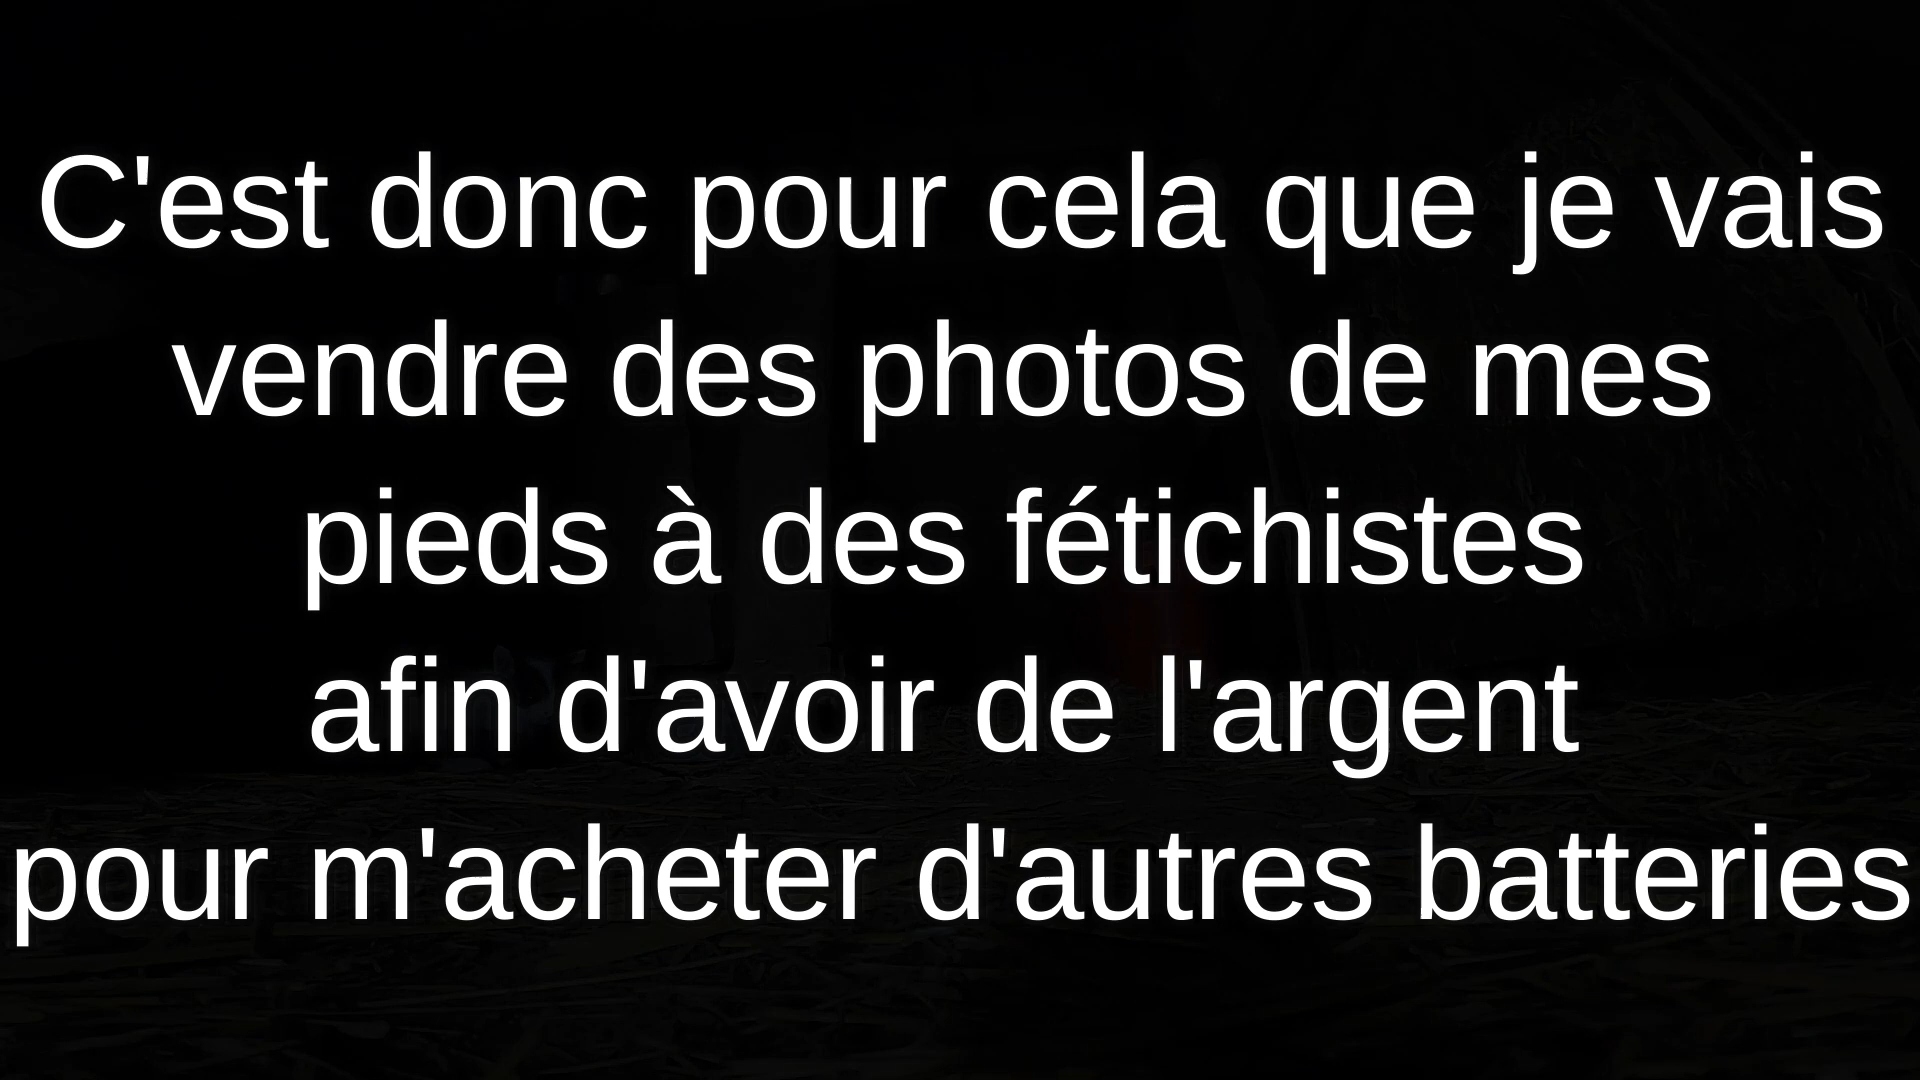 C'est donc pour cela que je vais
vendre des photos de mes
pieds à des fétichistes
afin d'avoir de l'argent
pour m'acheter d'autres batteries